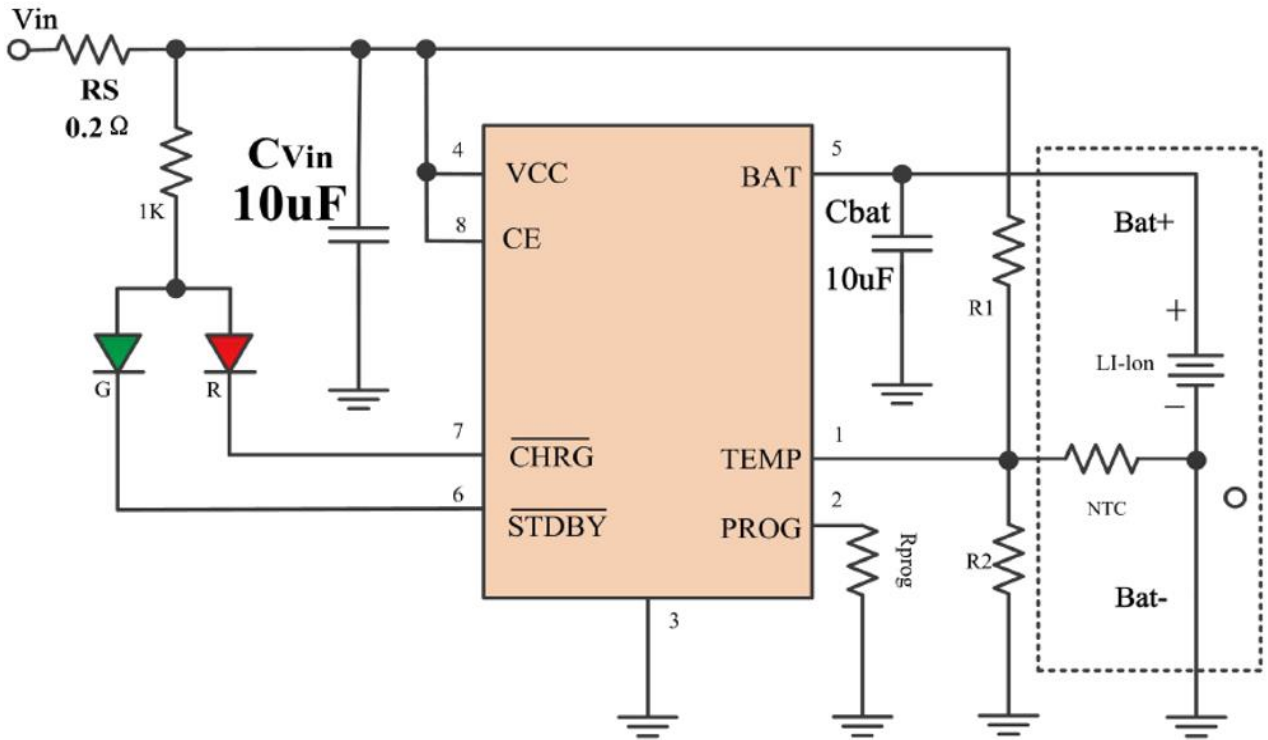 Vin
RS
0.2 Ω
1K
CVin
10uF
G
R
4
VCC
8
CE
7
CHRG
6
STDBY
5
BAT
1
TEMP
2
PROG
3
Cbat
10uF
Rprog
R1
R2
Bat+
+
LI-lon
−
NTC
Bat-